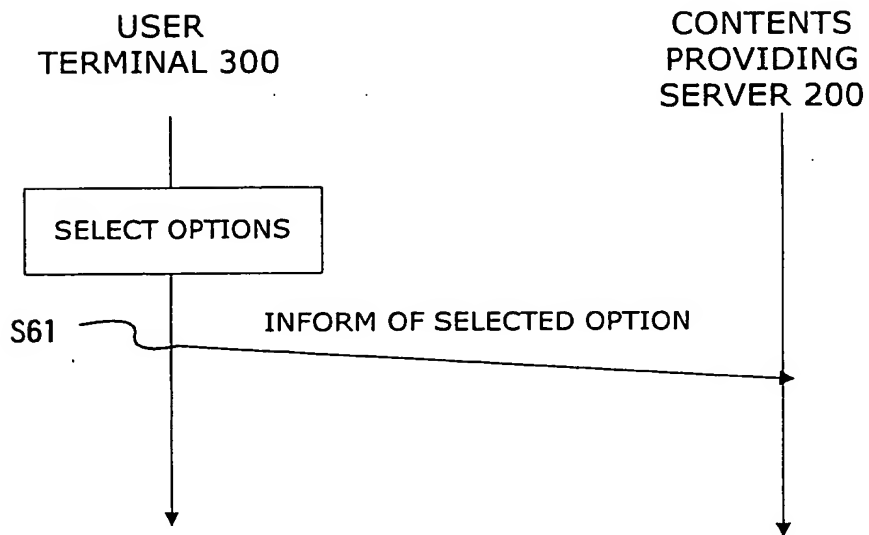 USER
TERMINAL 300
CONTENTS
PROVIDING
SERVER 200
SELECT OPTIONS
S61
INFORM OF SELECTED OPTION